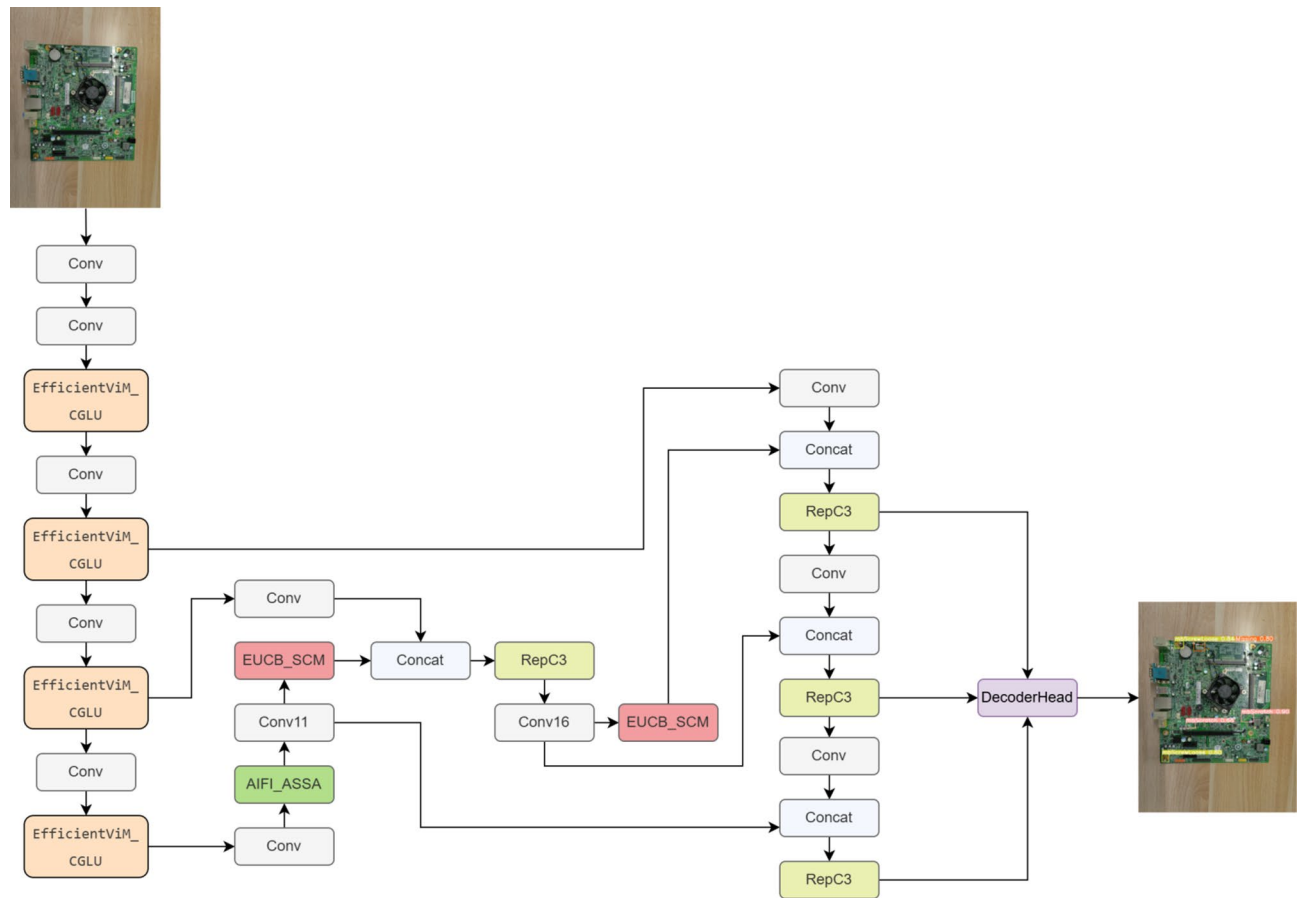 Conv
Conv
EfficientViM_
CGLU
Conv
EfficientViM_
CGLU
Conv
EfficientViM_
CGLU
Conv
EfficientViM_
CGLU
Conv
EUCB_SCM
Conv11
AIFI_ASSA
Conv
Concat
RepC3
Conv16
EUCB_SCM
Conv
Concat
RepC3
Conv
Concat
RepC3
Conv
Concat
RepC3
DecoderHead